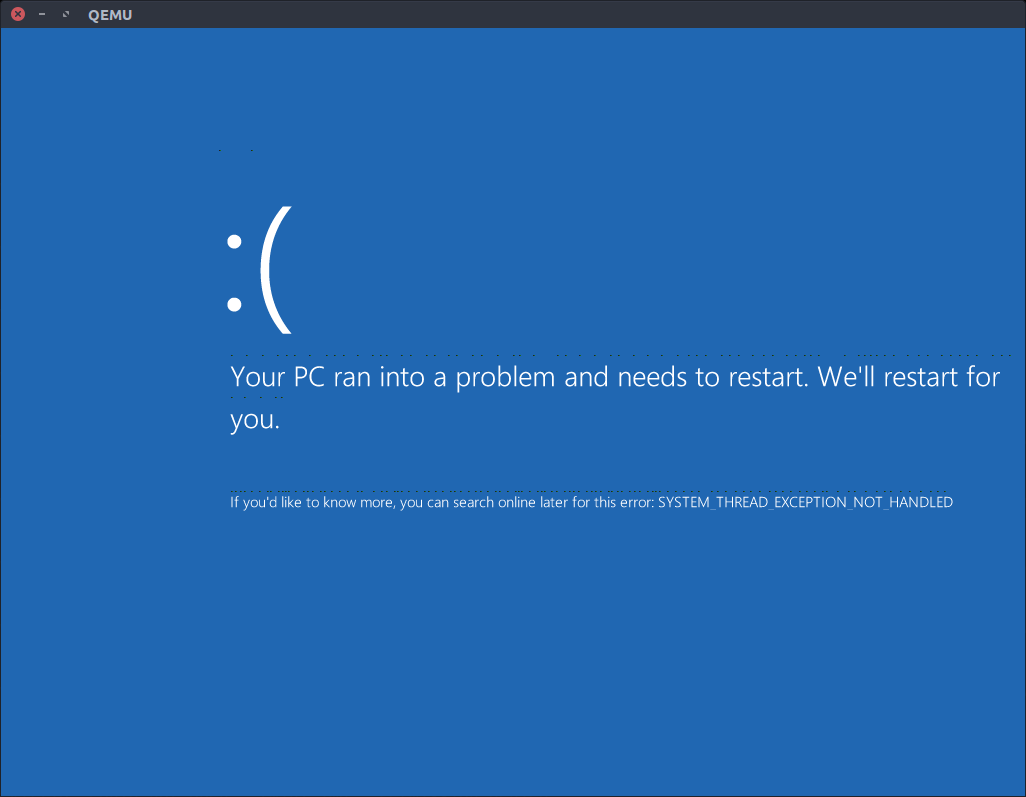 QEMU
:(
Your PC ran into a problem and needs to restart. We'll restart for
you.
If you'd like to know more, you can search online later for this error: SYSTEM_THREAD_EXCEPTION_NOT_HANDLED